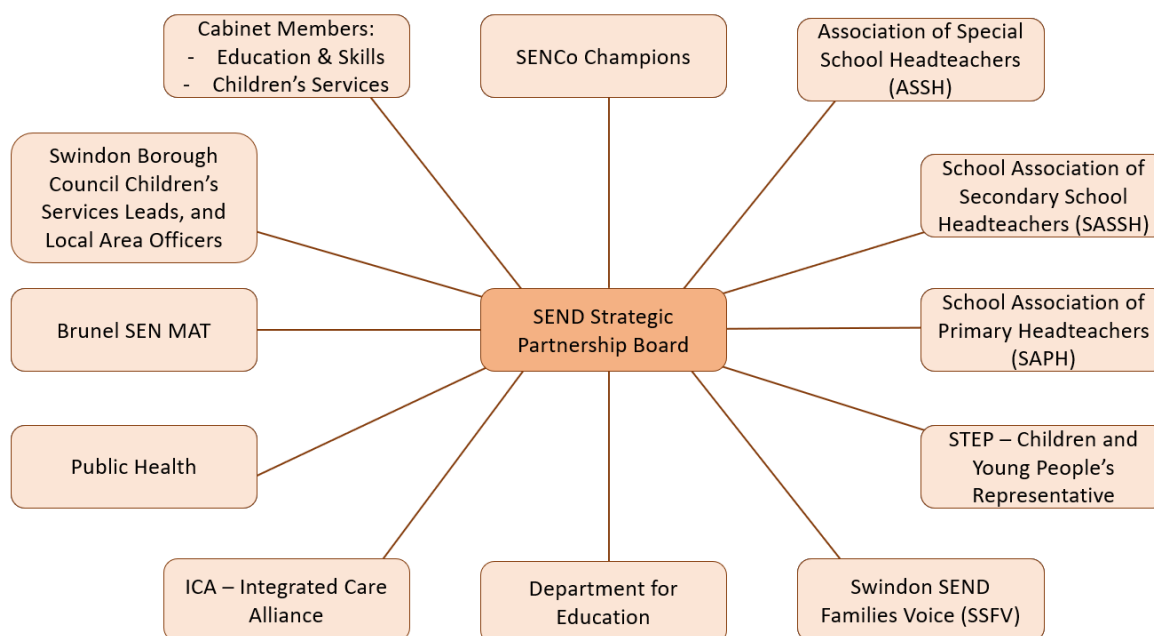 Cabinet Members:
- Education & Skills
- Children’s Services
SENCo Champions
Association of Special
School Headteachers
(ASSH)
Swindon Borough
Council Children’s
Services Leads, and
Local Area Officers
School Association of
Secondary School
Headteachers (SASSH)
Brunel SEN MAT
SEND Strategic
Partnership Board
School Association of
Primary Headteachers
(SAPH)
Public Health
STEP – Children and
Young People’s
Representative
ICA – Integrated Care
Alliance
Department for
Education
Swindon SEND
Families Voice (SSFV)